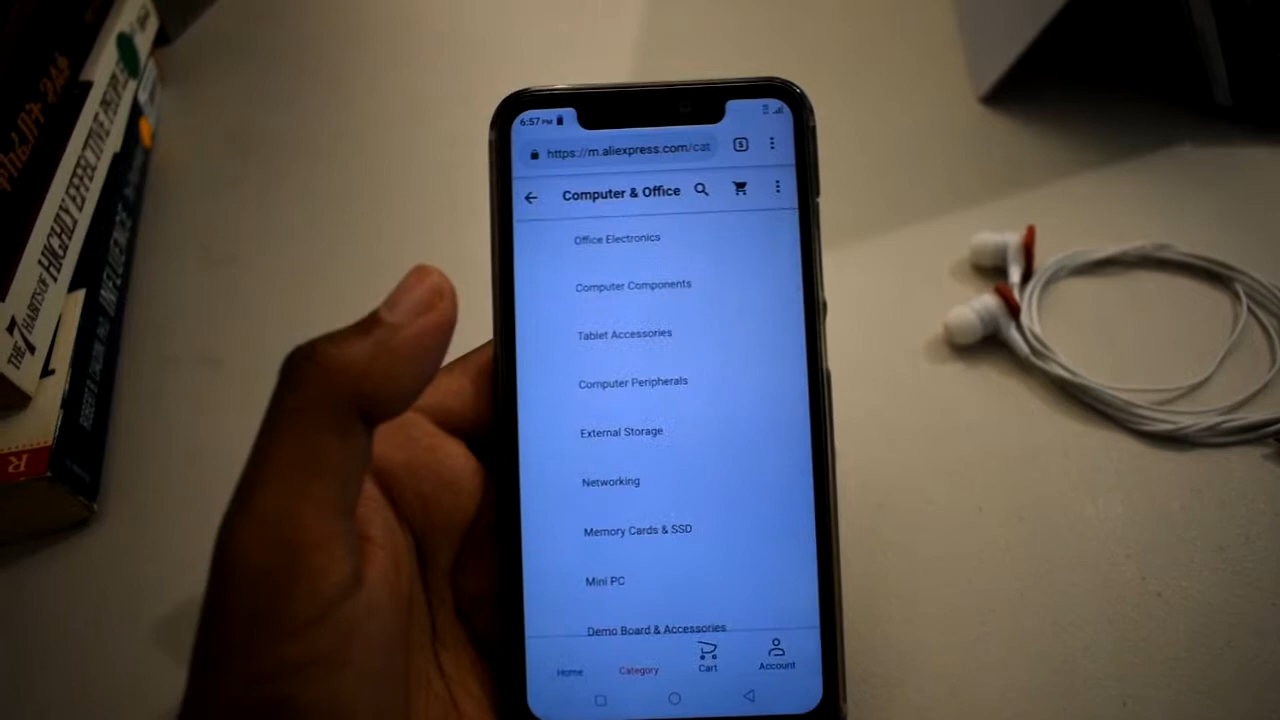 6:57 PM
https://m.aliexpress.com/cat
5
Computer & Office
Office Electronics
Computer Components
Tablet Accessories
Computer Peripherals
External Storage
Networking
Memory Cards & SSD
Mini PC
Demo Board & Accessories
Home
Category
Cart
Account
THE 7 HABITS OF HIGHLY EFFECTIVE PEOPLE
INFLUENCE
R